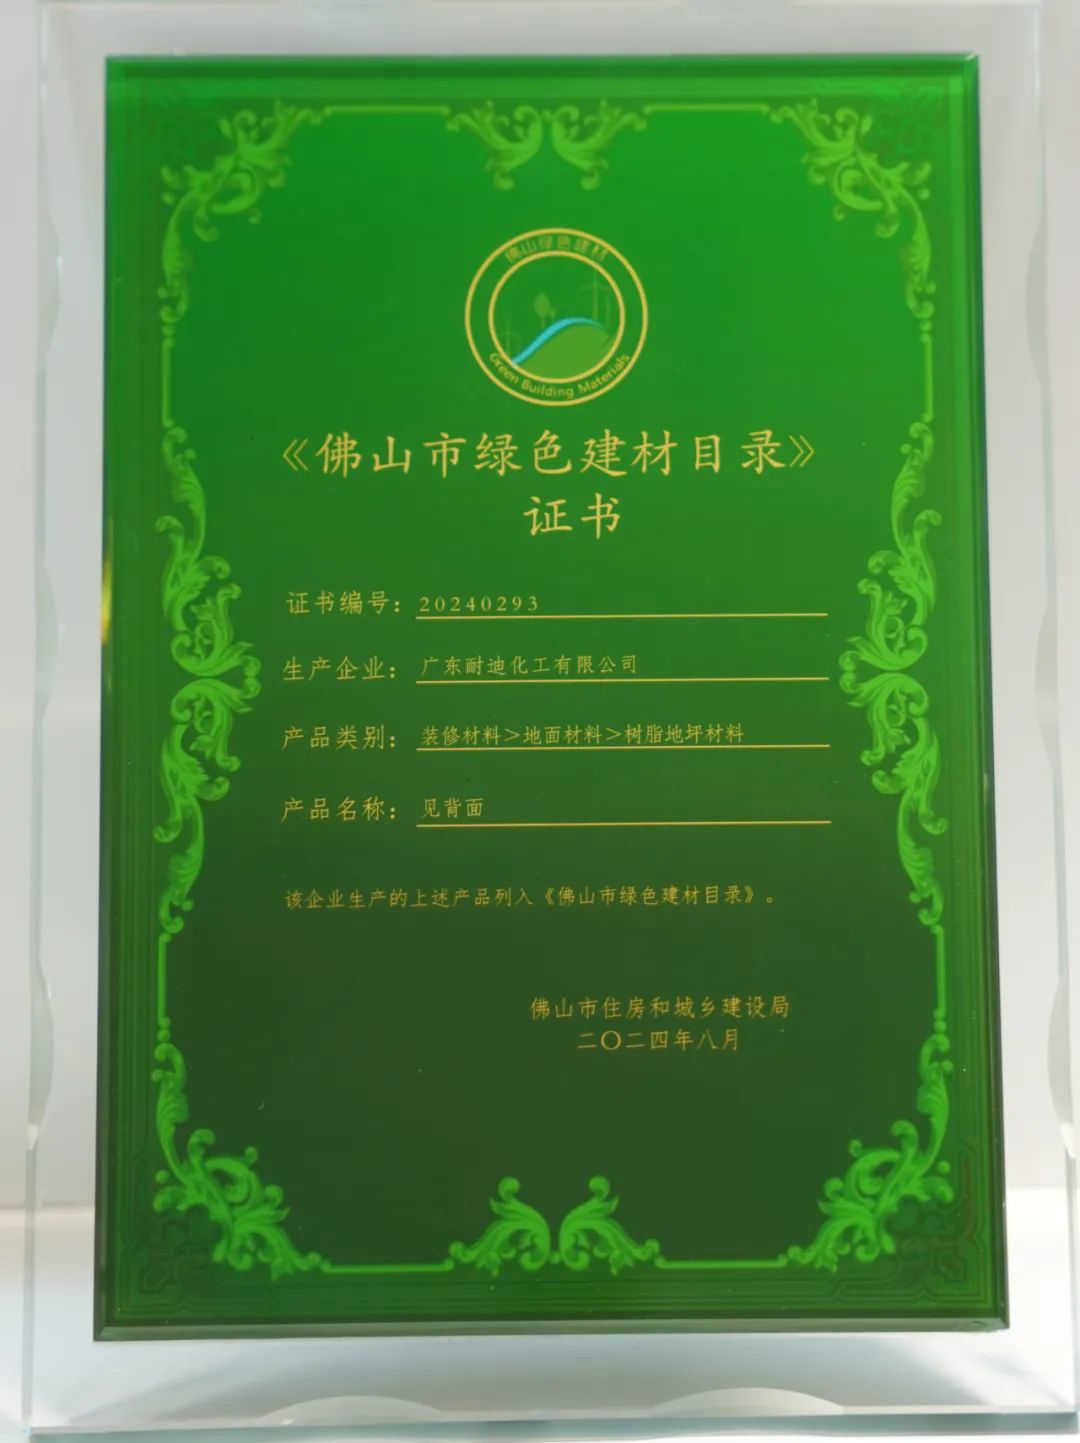 佛山绿色建材
Green Building Materials
《佛山市绿色建材目录》
证书
证书编号：20240293
生产企业：广东耐迪化工有限公司
产品类别：装修材料＞地面材料＞树脂地坪材料
产品名称：见背面
该企业生产的上述产品列入《佛山市绿色建材目录》。
佛山市住房和城乡建设局
二〇二四年八月